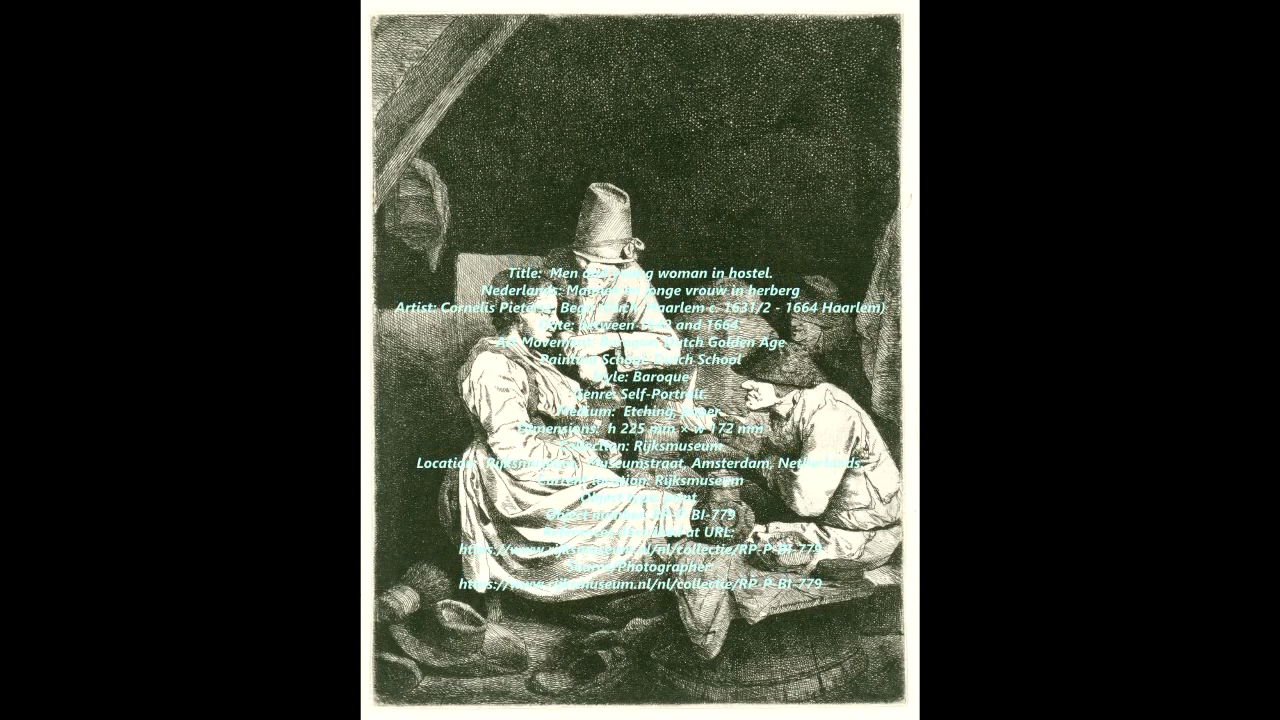 Title: Men and young woman in hostel.
Nederlands: Mannen en jonge vrouw in herberg
Artist: Cornelis Pietersz. Bega (Haarlem c. 1631/2 - 1664 Haarlem)
Date: between and 1664
Art Movement: Baroque, Dutch Golden Age
Painting School: Dutch School
Style: Baroque
Genre: Self-Portrait
Medium: Etching, paper
Dimensions: h 225 mm × w 172 mm
Collection: Rijksmuseum
Location: Rijksmuseum, Museumstraat, Amsterdam, Netherlands
Current location: Rijksmuseum
Object type: print
Object number: RP-P-BI-779
at URL:
https://www.rijksmuseum.nl/nl/collectie/RP-P-BI-779
Source/Photographer:
https://www.rijksmuseum.nl/nl/collectie/RP-P-BI-779